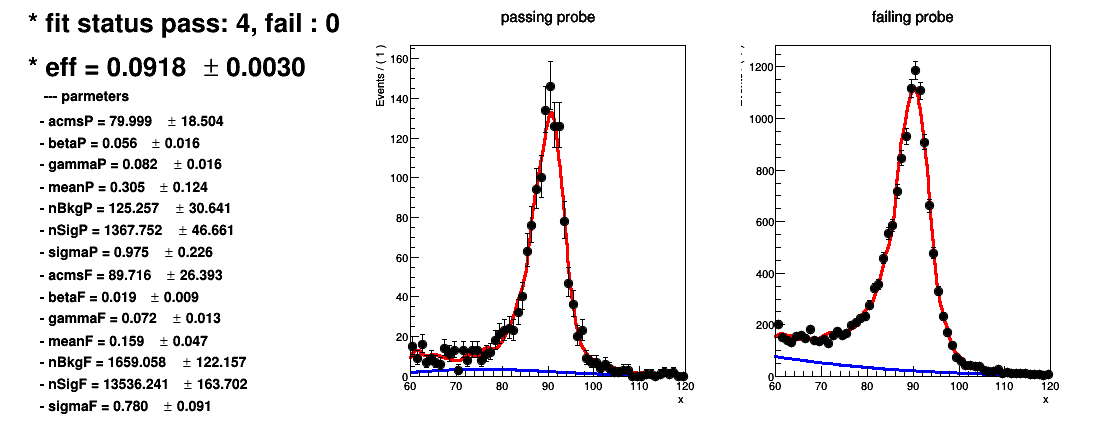 * fit status pass: 4, fail : 0
* eff = 0.0918 ± 0.0030
--- parmeters
- acmsP = 79.999 ± 18.504
- betaP = 0.056 ± 0.016
- gammaP = 0.082 ± 0.016
- meanP = 0.305 ± 0.124
- nBkgP = 125.257 ± 30.641
- nSigP = 1367.752 ± 46.661
- sigmaP = 0.975 ± 0.226
- acmsF = 89.716 ± 26.393
- betaF = 0.019 ± 0.009
- gammaF = 0.072 ± 0.013
- meanF = 0.159 ± 0.047
- nBkgF = 1659.058 ± 122.157
- nSigF = 13536.241 ± 163.702
- sigmaF = 0.780 ± 0.091
passing probe
Events / ( 1 )
160
140
120
100
80
60
40
20
0
60 70 80 90 100 110 120
x
failing probe
1200
1000
800
600
400
200
0
60 70 80 90 100 110 120
x